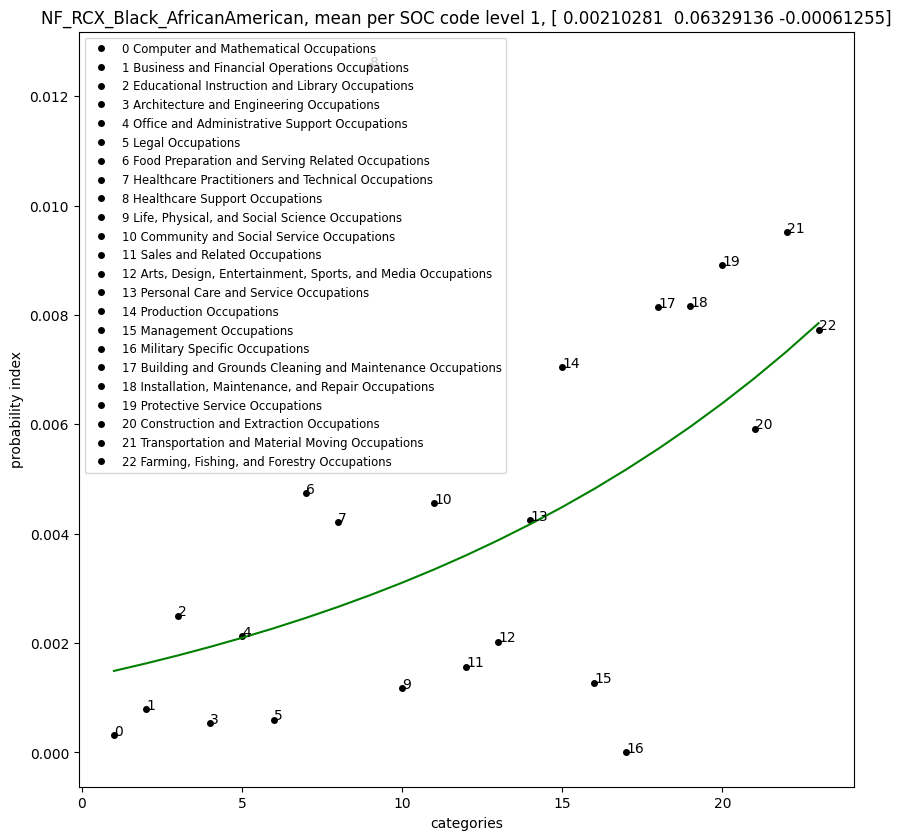 NF_RCX_Black_AfricanAmerican, mean per SOC code level 1, [ 0.00210281  0.06329136 -0.00061255]
0 Computer and Mathematical Occupations
1 Business and Financial Operations Occupations
2 Educational Instruction and Library Occupations
3 Architecture and Engineering Occupations
4 Office and Administrative Support Occupations
5 Legal Occupations
6 Food Preparation and Serving Related Occupations
7 Healthcare Practitioners and Technical Occupations
8 Healthcare Support Occupations
9 Life, Physical, and Social Science Occupations
10 Community and Social Service Occupations
11 Sales and Related Occupations
12 Arts, Design, Entertainment, Sports, and Media Occupations
13 Personal Care and Service Occupations
14 Production Occupations
15 Management Occupations
16 Military Specific Occupations
17 Building and Grounds Cleaning and Maintenance Occupations
18 Installation, Maintenance, and Repair Occupations
19 Protective Service Occupations
20 Construction and Extraction Occupations
21 Transportation and Material Moving Occupations
22 Farming, Fishing, and Forestry Occupations
8
0.012
0.010
0.008
0.006
0.004
0.002
0.000
probability index
21
19
17
18
22
14
20
6
10
7
13
2
4
12
11
9
15
1
5
3
0
16
0
5
10
15
20
categories